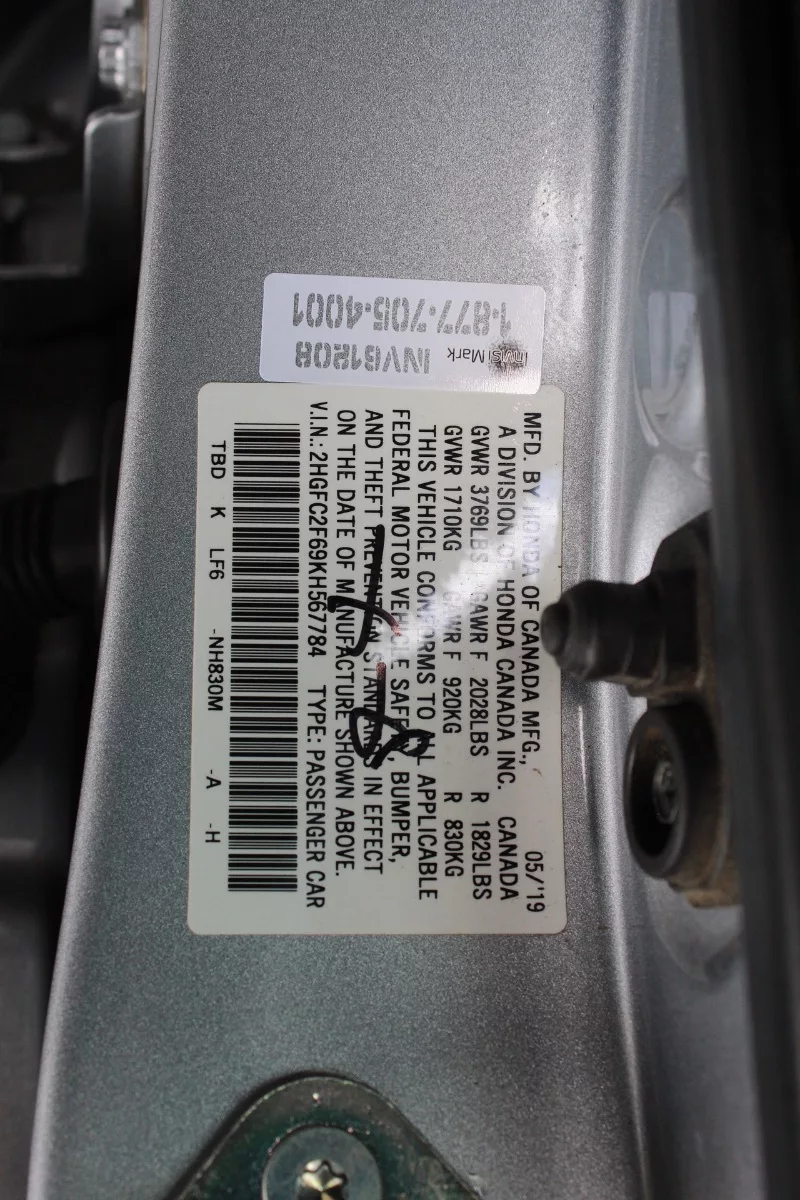 1-877-705-4001
InvisiMark INV61208
MFD. BY HONDA OF CANADA MFG., 05/'19
A DIVISION OF HONDA CANADA INC. CANADA
GVWR 3769LBS GAWR F 2028LBS R 1829LBS
GVWR 1710KG GAWR F 920KG R 830KG
THIS VEHICLE CONFORMS TO ALL APPLICABLE
FEDERAL MOTOR VEHICLE SAFETY, BUMPER,
AND THEFT PREVENTION STANDARDS IN EFFECT
ON THE DATE OF MANUFACTURE SHOWN ABOVE.
V.I.N.: 2HGFC2F69KH567784 TYPE: PASSENGER CAR
TBD K LF6 -NH830M -A -H